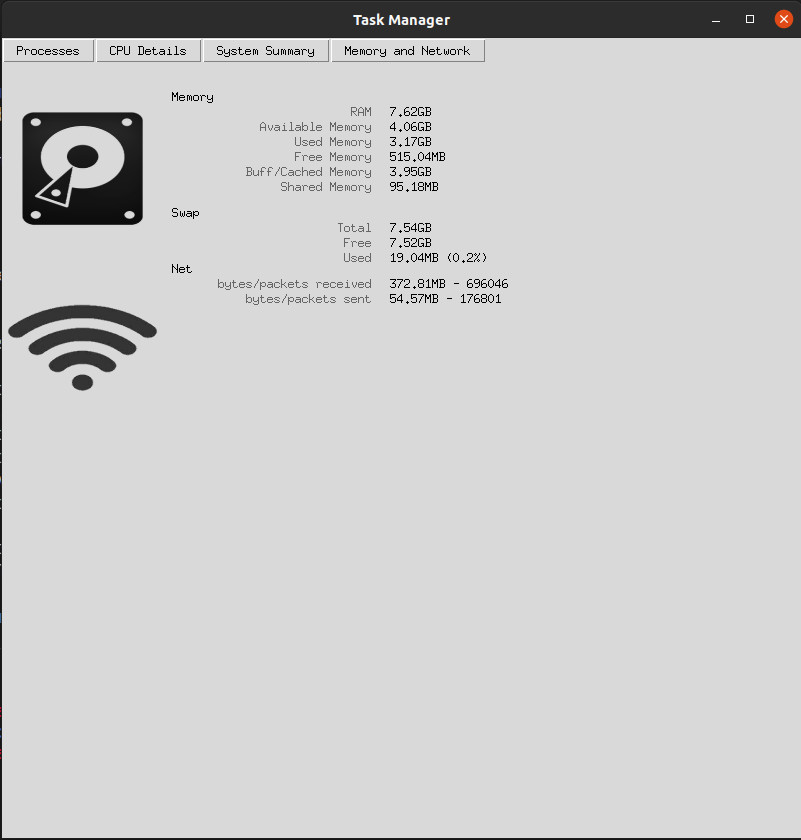 Task Manager
Processes CPU Details System Summary Memory and Network
Memory
RAM 7.62GB
Available Memory 4.06GB
Used Memory 3.17GB
Free Memory 515.04MB
Buff/Cached Memory 3.95GB
Shared Memory 95.18MB
Swap
Total 7.54GB
Free 7.52GB
Used 19.04MB (0.2%)
Net
bytes/packets received 372.81MB - 696046
bytes/packets sent 54.57MB - 176801